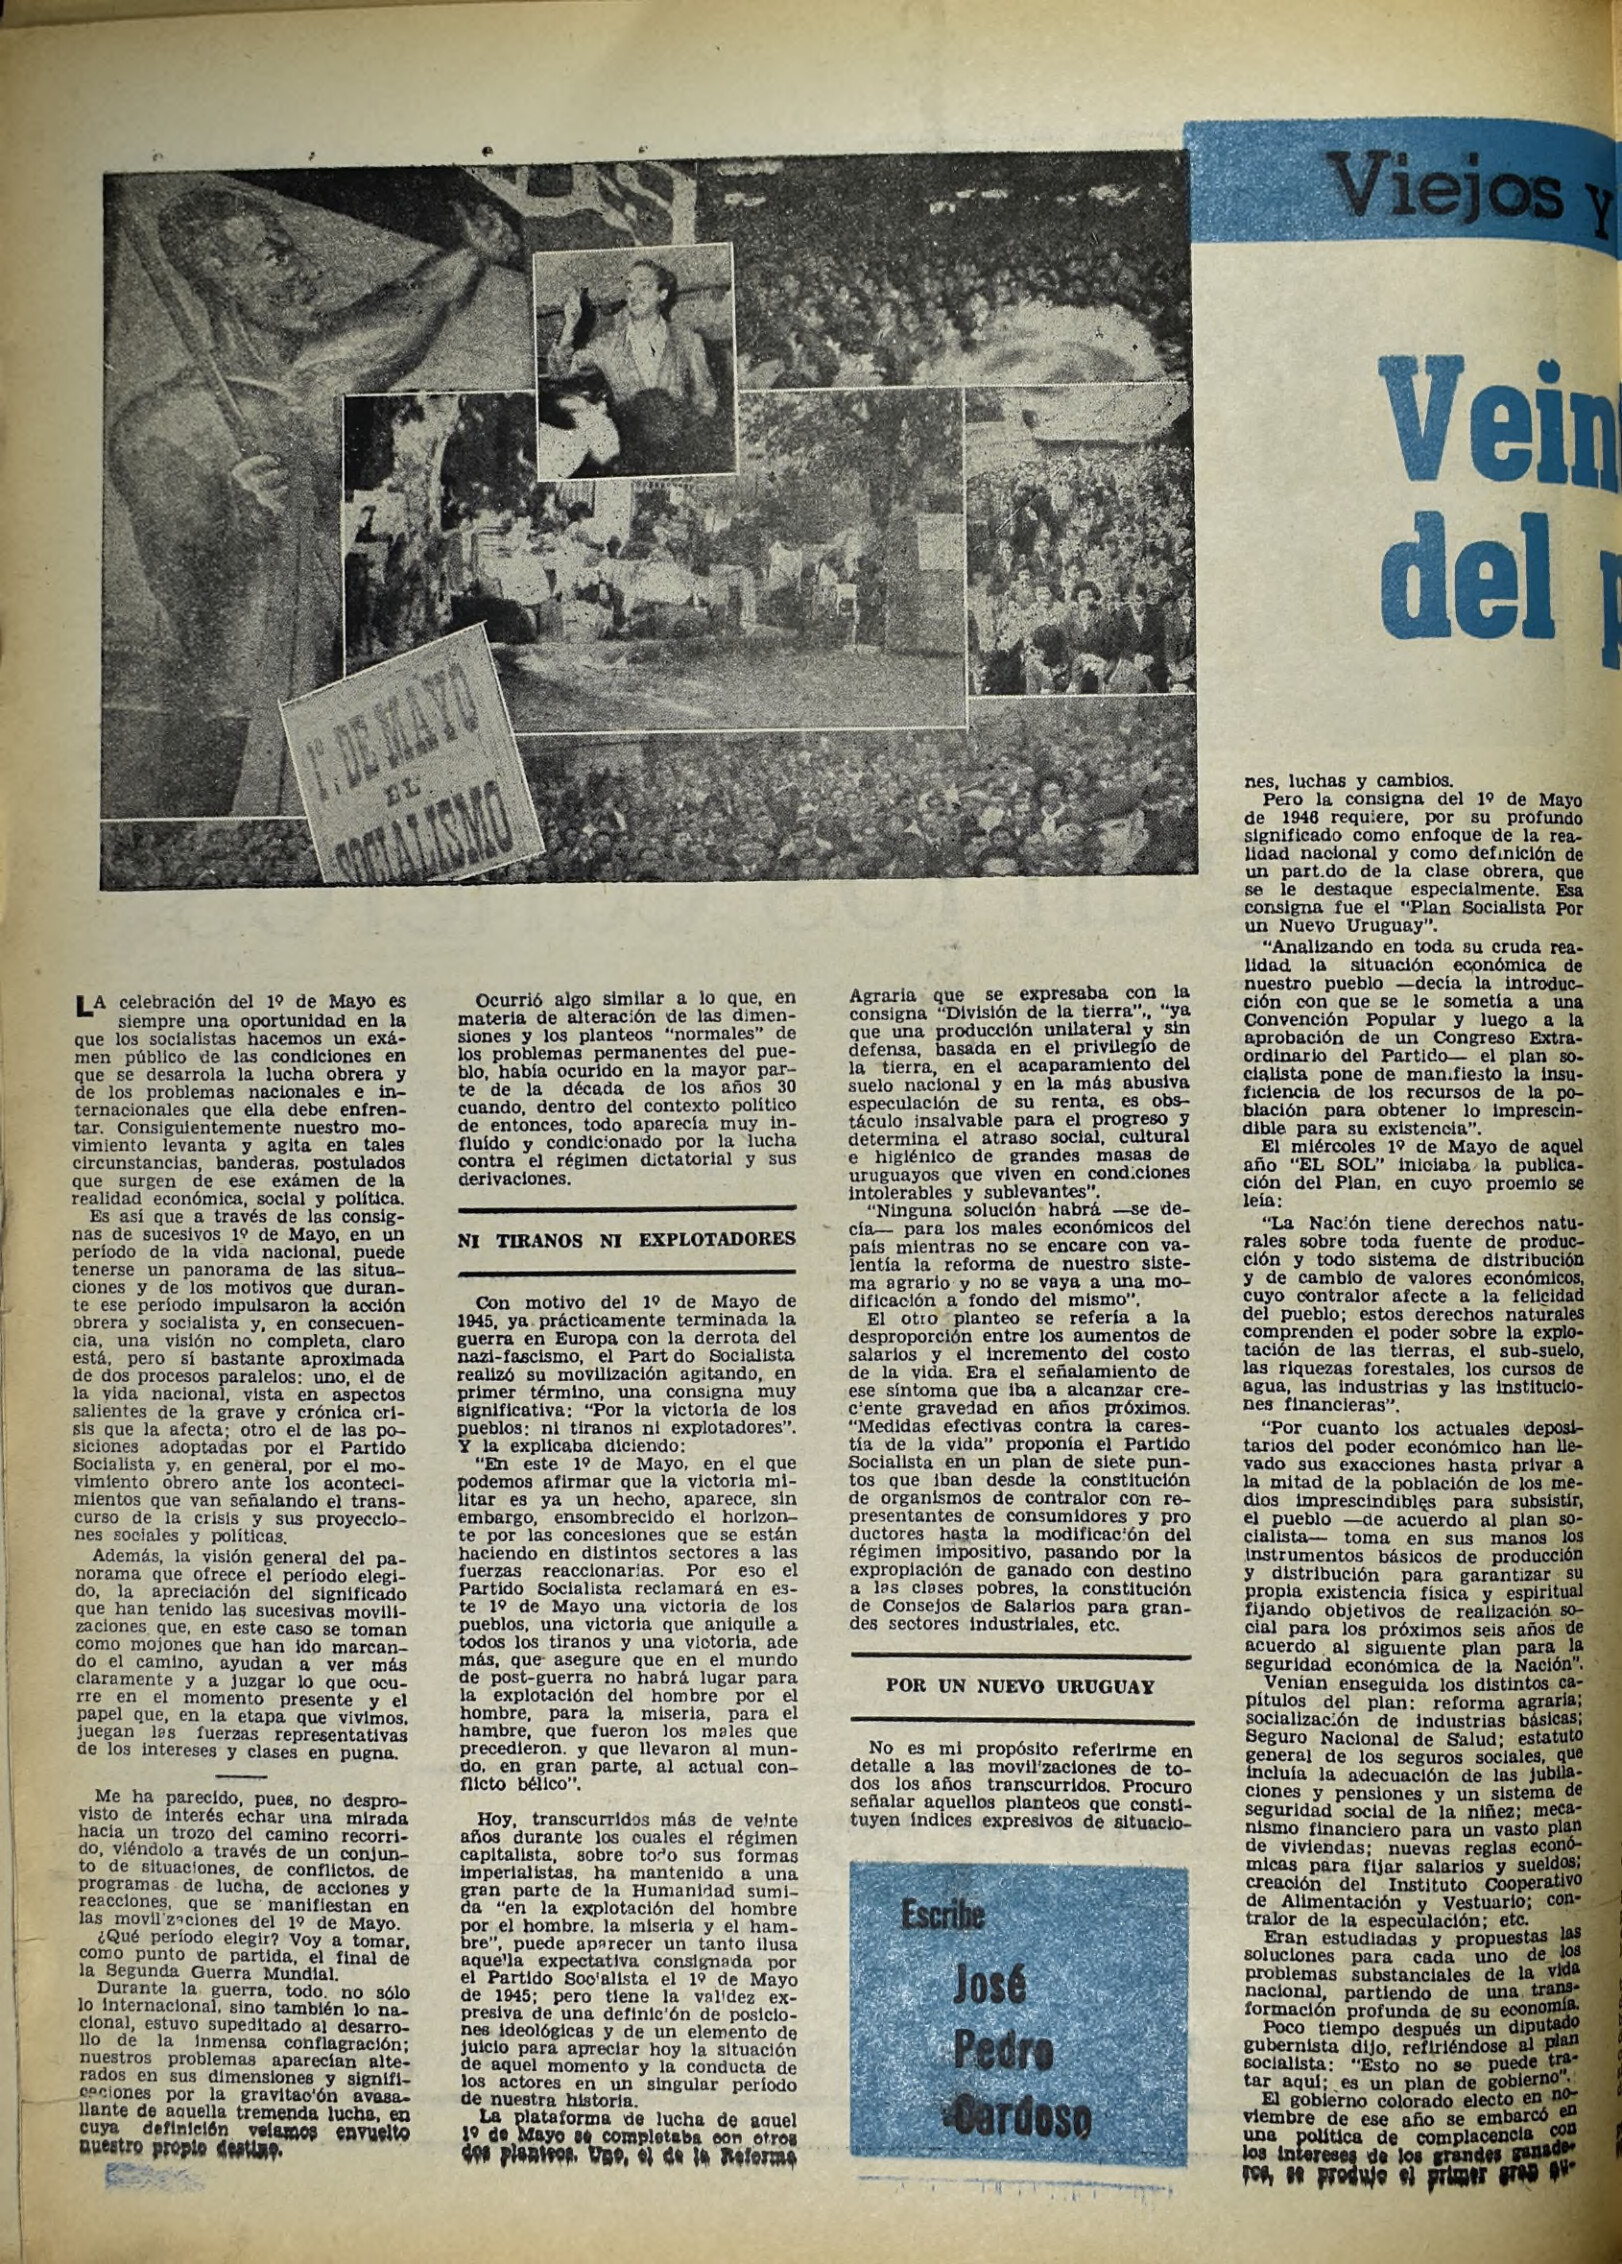 Viejos y
Vein
del p
1º. DE MAYO
EL
SOCIALISMO
LA celebración del 1º de Mayo es
siempre una oportunidad en la
que los socialistas hacemos un exá-
men público de las condiciones en
que se desarrola la lucha obrera y
de los problemas nacionales e in-
ternacionales que ella debe enfren-
tar. Consiguientemente nuestro mo-
vimiento levanta y agita en tales
circunstancias, banderas, postulados
que surgen de ese exámen de la
realidad económica, social y política.
Es así que a través de las consig-
nas de sucesivos 1º de Mayo, en un
período de la vida nacional, puede
tenerse un panorama de las situa-
ciones y de los motivos que duran-
te ese período impulsaron la acción
obrera y socialista y, en consecuen-
cia, una visión no completa, claro
está, pero sí bastante aproximada
de dos procesos paralelos: uno, el de
la vida nacional, vista en aspectos
salientes de la grave y crónica cri-
sis que la afecta; otro el de las po-
siciones adoptadas por el Partido
Socialista y, en general, por el mo-
vimiento obrero ante los aconteci-
mientos que van señalando el trans-
curso de la crisis y sus proyeccio-
nes sociales y políticas.
Además, la visión general del pa-
norama que ofrece el período elegi-
do, la apreciación del significado
que han tenido las sucesivas movili-
zaciones que, en este caso se toman
como mojones que han ido marcan-
do el camino, ayudan a ver más
claramente y a juzgar lo que ocu-
rre en el momento presente y el
papel que, en la etapa que vivimos,
juegan las fuerzas representativas
de los intereses y clases en pugna.
Me ha parecido, pues, no despro-
visto de interés echar una mirada
hacia un trozo del camino recorri-
do, viéndolo a través de un conjun-
to de situaciones, de conflictos, de
programas de lucha, de acciones y
reacciones, que se manifiestan en
las movil'zaciones del 1º de Mayo.
¿Qué período elegir? Voy a tomar,
como punto de partida, el final de
la Segunda Guerra Mundial.
Durante la guerra, todo. no sólo
lo internacional, sino también lo na-
cional, estuvo supeditado al desarro-
llo de la inmensa conflagración;
nuestros problemas aparecían alte-
rados en sus dimensiones y signifi-
caciones por la gravitac'ón avasa-
llante de aquella tremenda lucha, en
cuya definición veíamos envuelto
nuestro propio destino.
Ocurrió algo similar a lo que, en
materia de alteración de las dimen-
siones y los planteos "normales" de
los problemas permanentes del pue-
blo, había ocurido en la mayor par-
te de la década de los años 30
cuando, dentro del contexto político
de entonces, todo aparecía muy in-
fluído y condic:onado por la lucha
contra el régimen dictatorial y sus
derivaciones.
NI TIRANOS NI EXPLOTADORES
Con motivo del 1º de Mayo de
1945, ya prácticamente terminada la
guerra en Europa con la derrota del
nazi-fascismo, el Part do Socialista
realizó su movilización agitando, en
primer término, una consigna muy
significativa: "Por la victoria de los
pueblos: ni tiranos ni explotadores".
Y la explicaba diciendo:
"En este 1º de Mayo, en el que
podemos afirmar que la victoria mi-
litar es ya un hecho, aparece, sin
embargo, ensombrecido el horizon-
te por las concesiones que se están
haciendo en distintos sectores a las
fuerzas reaccionarias. Por eso el
Partido Socialista reclamará en es-
te 1º de Mayo una victoria de los
pueblos, una victoria que aniquile a
todos los tiranos y una victoria, ade
más, que asegure que en el mundo
de post-guerra no habrá lugar para
la explotación del hombre por el
hombre, para la miseria, para el
hambre, que fueron los males que
precedieron. y que llevaron al mun-
do, en gran parte, al actual con-
flicto bélico".
Hoy, transcurridos más de veinte
años durante los cuales el régimen
capitalista, sobre todo sus formas
imperialistas, ha mantenido a una
gran parte de la Humanidad sumi-
da "en la explotación del hombre
por el hombre. la miseria y el ham-
bre", puede aparecer un tanto ilusa
aquella expectativa consignada por
el Partido Soc'alista el 1º de Mayo
de 1945; pero tiene la val'dez ex-
presiva de una definic'ón de posicio-
nes ideológicas y de un elemento de
juicio para apreciar hoy la situación
de aquel momento y la conducta de
los actores en un singular período
de nuestra historia.
La plataforma de lucha de aquel
1º de Mayo se completaba con otros
dos planteos. Uno, el de la Reforma
Agraria que se expresaba con la
consigna "División de la tierra"., "ya
que una producción unilateral y sin
defensa, basada en el privilegio de
la tierra, en el acaparamiento del
suelo nacional y en la más abusiva
especulación de su renta, es obs-
táculo insalvable para el progreso y
determina el atraso social, cultural
e higiénico de grandes masas de
uruguayos que viven en cond.ciones
intolerables y sublevantes".
"Ninguna solución habrá —se de-
cía— para los males económicos del
país mientras no se encare con va-
lentía la reforma de nuestro siste-
ma agrario y no se vaya a una mo-
dificación a fondo del mismo".
El otro planteo se refería a la
desproporción entre los aumentos de
salarios y el incremento del costo
de la vida. Era el señalamiento de
ese síntoma que iba a alcanzar cre-
c'ente gravedad en años próximos.
"Medidas efectivas contra la cares-
tía de la vida" proponía el Partido
Socialista en un plan de siete pun-
tos que iban desde la constitución
de organismos de contralor con re-
presentantes de consumidores y pro
ductores hasta la modificac:ón del
régimen impositivo, pasando por la
expropiación de ganado con destino
a las clases pobres, la constitución
de Consejos de Salarios para gran-
des sectores industriales, etc.
POR UN NUEVO URUGUAY
No es mi propósito referirme en
detalle a las movil'zaciones de to-
dos los años transcurridos. Procuro
señalar aquellos planteos que consti-
tuyen índices expresivos de situacio-
Escribe
José
Pedro
Cardoso
nes, luchas y cambios.
Pero la consigna del 1º de Mayo
de 1946 requiere, por su profundo
significado como enfoque de la rea-
lidad nacional y como defin.ción de
un part.do de la clase obrera, que
se le destaque especialmente. Esa
consigna fue el "Plan Socialista Por
un Nuevo Uruguay".
"Analizando en toda su cruda rea-
lidad la situación económica de
nuestro pueblo —decía la introduc-
ción con que se le sometía a una
Convención Popular y luego a la
aprobación de un Congreso Extra-
ordinario del Partido— el plan so-
cialista pone de man.fiesto la insu-
ficiencia de los recursos de la po-
blación para obtener lo imprescin-
dible para su existencia".
El miércoles 1º de Mayo de aquel
año "EL SOL" iniciaba la publica-
ción del Plan, en cuyo proemio se
leía:
"La Nac:ón tiene derechos natu-
rales sobre toda fuente de produc-
ción y todo sistema de distribución
y de cambio de valores económicos,
cuyo contralor afecte a la felicidad
del pueblo; estos derechos naturales
comprenden el poder sobre la explo-
tación de las tierras, el sub-suelo,
las riquezas forestales, los cursos de
agua, las industrias y las institucio-
nes financieras".
"Por cuanto los actuales deposi-
tarios del poder económico han lle-
vado sus exacciones hasta privar a
la mitad de la población de los me-
dios imprescindibles para subsistir,
el pueblo —de acuerdo al plan so-
cialista— toma en sus manos los
instrumentos básicos de producción
y distribución para garantizar su
propia existencia física y espiritual
fijando objetivos de realización so-
cial para los próximos seis años de
acuerdo al siguiente plan para la
seguridad económica de la Nación".
Venían enseguida los distintos ca-
pítulos del plan: reforma agraria;
socialización de industrias básicas;
Seguro Nacional de Salud; estatuto
general de los seguros sociales, que
incluía la adecuación de las jubila-
ciones y pensiones y un sistema de
seguridad social de la niñez; meca-
nismo financiero para un vasto plan
de viviendas; nuevas reglas econó-
micas para fijar salarios y sueldos;
creación del Instituto Cooperativo
de Alimentación y Vestuario; con-
tralor de la especulación; etc.
Eran estudiadas y propuestas las
soluciones para cada uno de los
problemas substanciales de la vida
nacional, partiendo de una trans-
formación profunda de su economía.
Poco tiempo después un diputado
gubernista dijo, refiriéndose al plan
socialista: "Esto no se puede tra-
tar aquí; es un plan de gobierno".
El gobierno colorado electo en no-
viembre de ese año se embarcó en
una política de complacencia con
los intereses de los grandes ganade-
ros, se produjo el primer gran au-